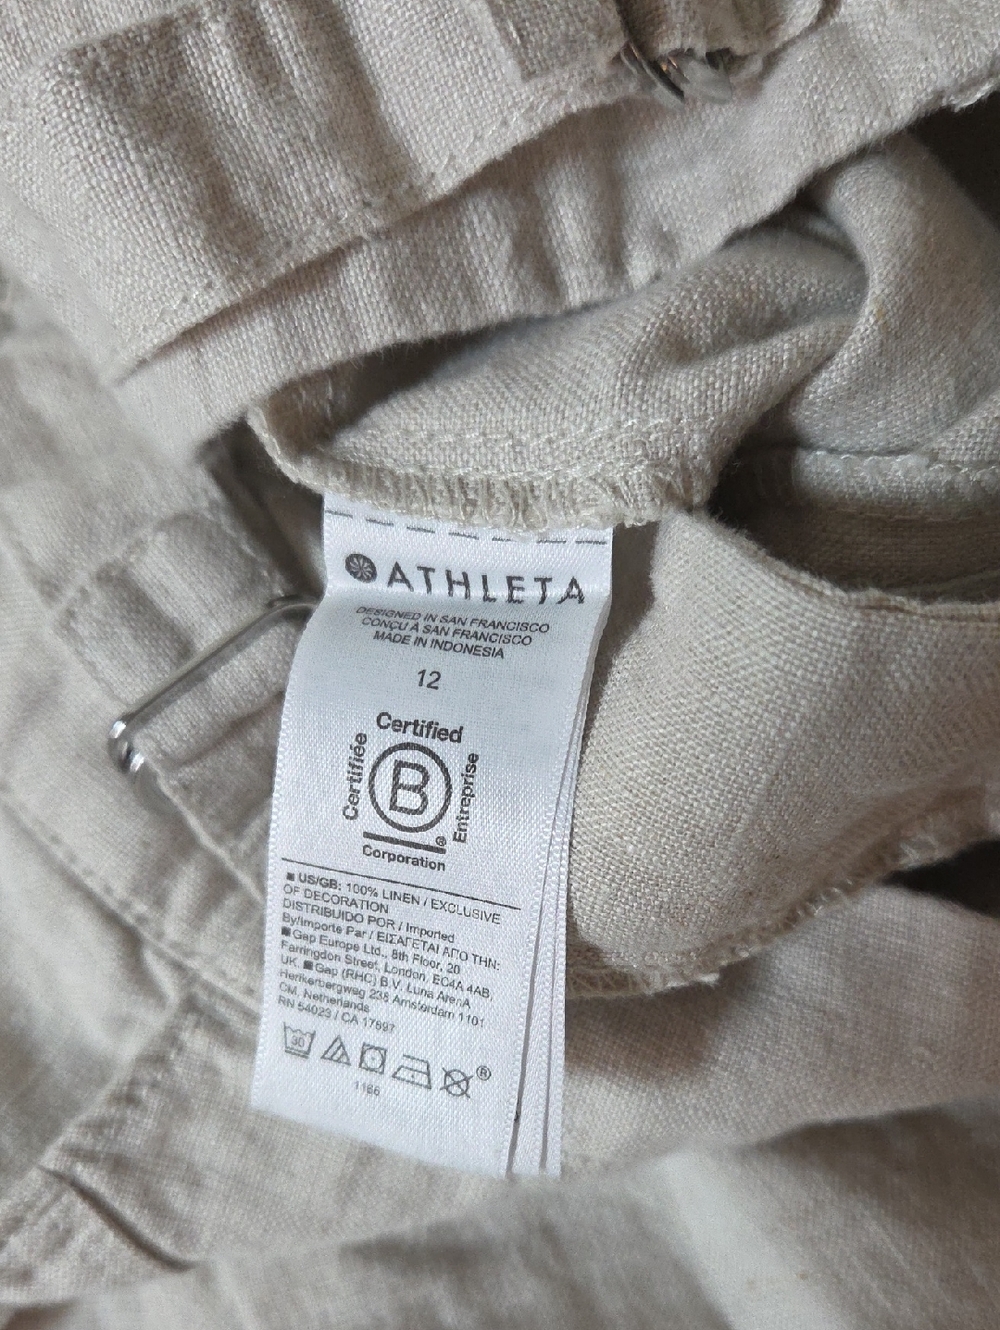 ATHLETA
DESIGNED IN SAN FRANCISCO
CONÇU À SAN FRANCISCO
MADE IN INDONESIA
12
Certified
Certifiée
B
Entreprise
®
Corporation
■ US/GB: 100% LINEN / EXCLUSIVE
OF DECORATION
DISTRIBUIDO POR / Imported
By/Importe Par / ΕΙΣΑΓΕΤΑΙ ΑΠΟ ΤΗΝ:
■ Gap Europe Ltd., 8th Floor, 20
Farringdon Street, London, EC4A 4AB,
UK. ■ Gap (RHC) B.V. Luna ArenA
Herikerbergweg 238 Amsterdam 1101
CM, Netherlands
RN 54023 / CA 17897
30
®
1166